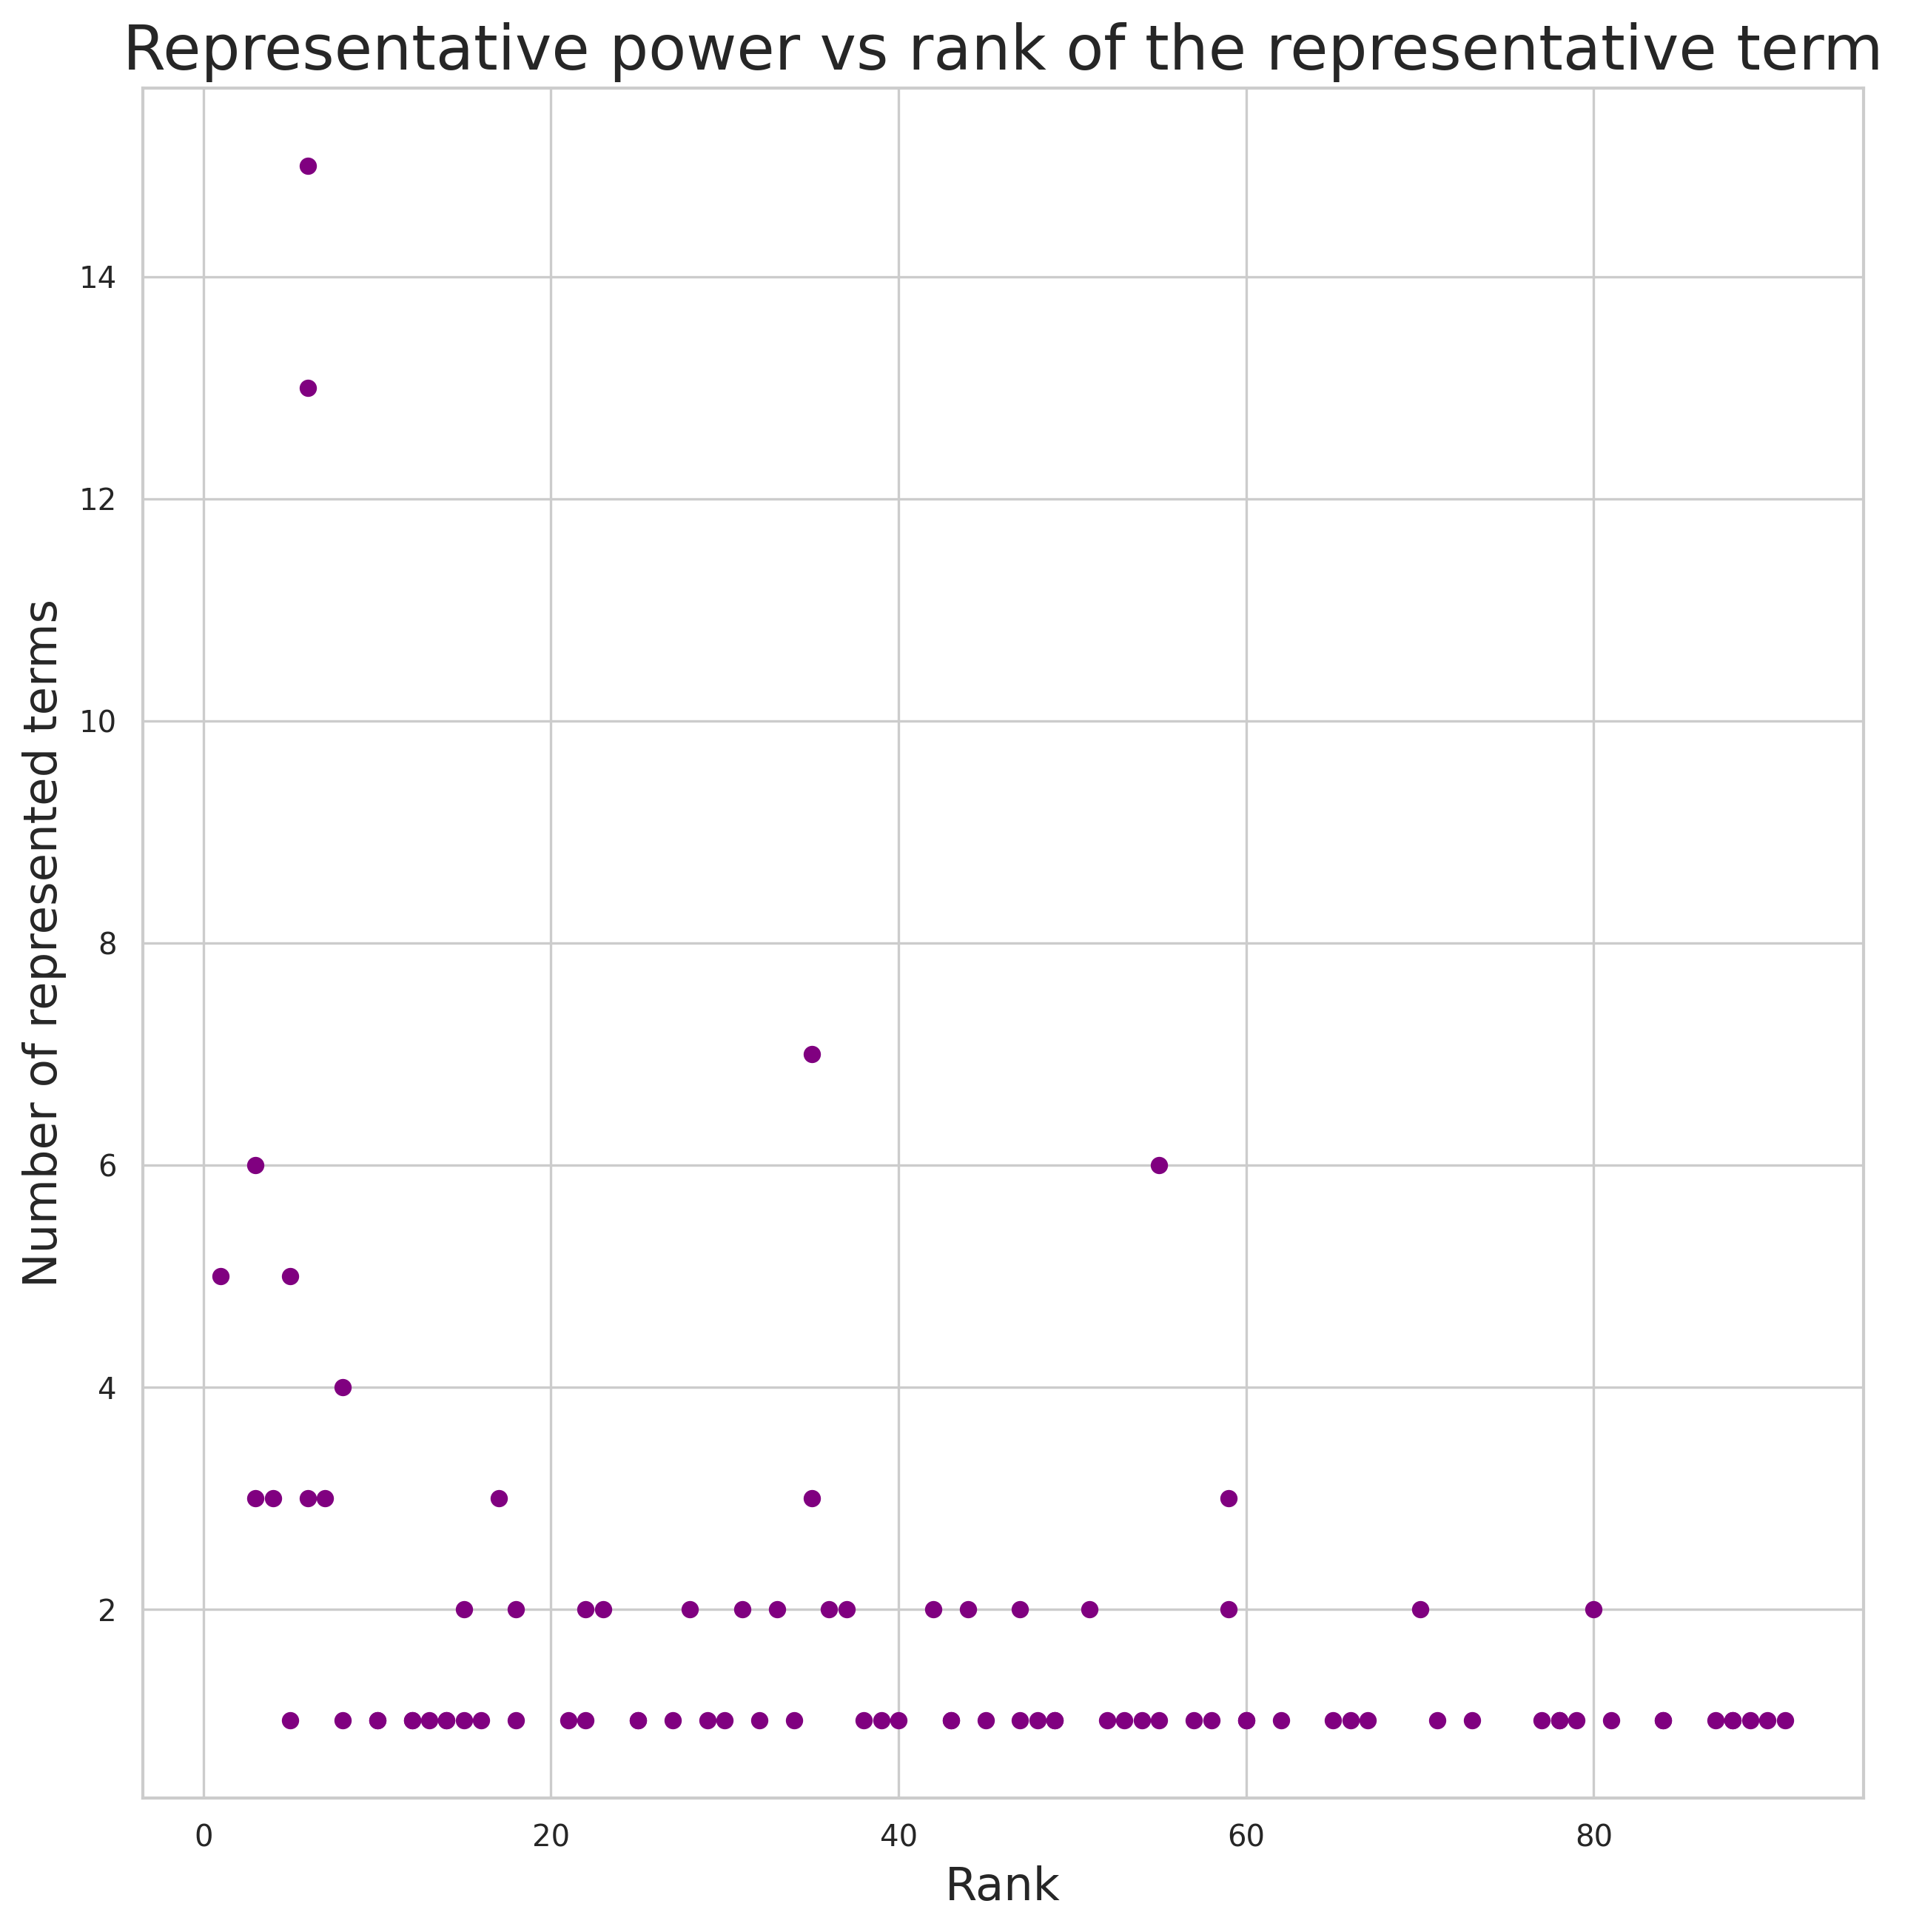 Representative power vs rank of the representative term
14
12
10
8
6
4
2
Number of represented terms
0 20 40 60 80
Rank